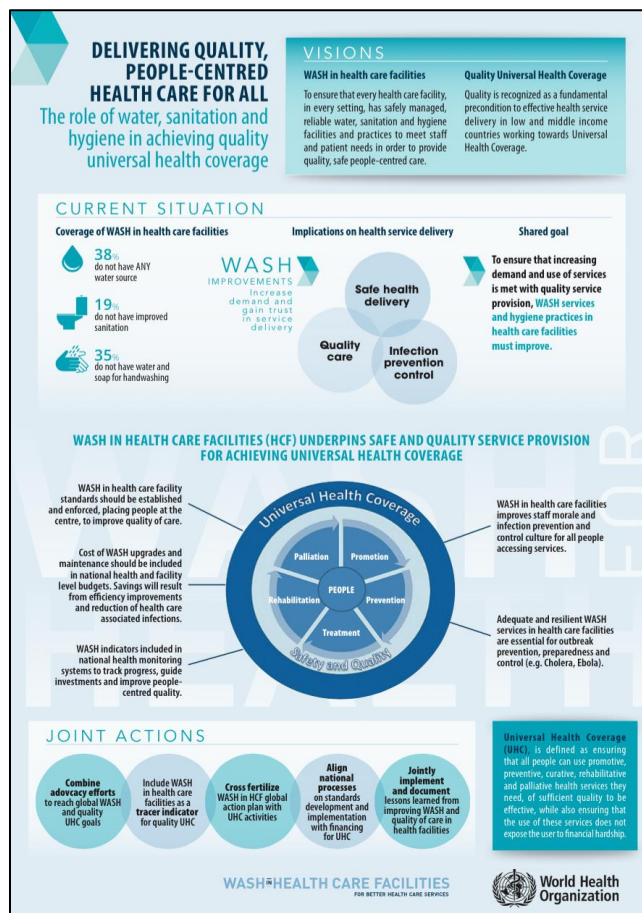 DELIVERING QUALITY,
PEOPLE-CENTRED
HEALTH CARE FOR ALL
The role of water, sanitation and
hygiene in achieving quality
universal health coverage
VISIONS
WASH in health care facilities
To ensure that every health care facility,
in every setting, has safely managed,
reliable water, sanitation and hygiene
facilities and practices to meet staff
and patient needs in order to provide
quality, safe people-centred care.
Quality Universal Health Coverage
Quality is recognized as a fundamental
precondition to effective health service
delivery in low and middle income
countries working towards Universal
Health Coverage.
CURRENT SITUATION
Coverage of WASH in health care facilities
38%
do not have ANY
water source
19%
do not have improved
sanitation
35%
do not have water and
soap for handwashing
Implications on health service delivery
WASH
IMPROVEMENTS
Increase
demand and
gain trust
in service
delivery
Safe health
delivery
Quality
care
Infection
prevention
control
Shared goal
To ensure that increasing
demand and use of services
is met with quality service
provision, WASH services
and hygiene practices in
health care facilities
must improve.
WASH IN HEALTH CARE FACILITIES (HCF) UNDERPINS SAFE AND QUALITY SERVICE PROVISION
FOR ACHIEVING UNIVERSAL HEALTH COVERAGE
WASH in health care facility
standards should be established
and enforced, placing people at the
centre, to improve quality of care.
Cost of WASH upgrades and
maintenance should be included
in national health and facility
level budgets. Savings will result
from efficiency improvements
and reduction of health care
associated infections.
WASH indicators included in
national health monitoring
systems to track progress, guide
investments and improve people-
centred quality.
Universal Health Coverage
Palliation
Promotion
PEOPLE
Rehabilitation
Prevention
Treatment
Safety and Quality
WASH in health care facilities
improves staff morale and
infection prevention and
control culture for all people
accessing services.
Adequate and resilient WASH
services in health care facilities
are essential for outbreak
prevention, preparedness and
control (e.g. Cholera, Ebola).
WASH
FOR
HEALTH
JOINT ACTIONS
Combine
advocacy efforts
to reach global WASH
and quality
UHC goals
Include WASH
in health care
facilities as a
tracer indicator
for quality UHC
Cross fertilize
WASH in HCF global
action plan with
UHC activities
Align
national
processes
on standards
development and
implementation
with financing
for UHC
Jointly
implement
and document
lessons learned from
improving WASH and
quality of care in
health facilities
Universal Health Coverage
(UHC), is defined as ensuring
that all people can use promotive,
preventive, curative, rehabilitative
and palliative health services they
need, of sufficient quality to be
effective, while also ensuring that
the use of these services does not
expose the user to financial hardship.
WASH IN HEALTH CARE FACILITIES
FOR BETTER HEALTH CARE SERVICES
World Health
Organization